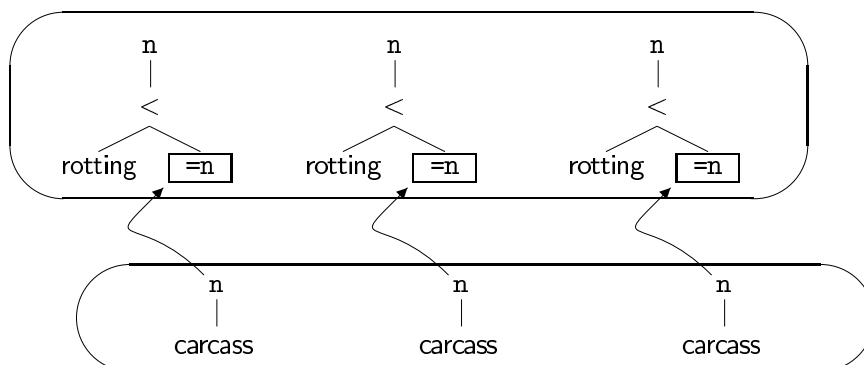 n n n
< < <
rotting =n rotting =n rotting =n
n n n
carcass carcass carcass